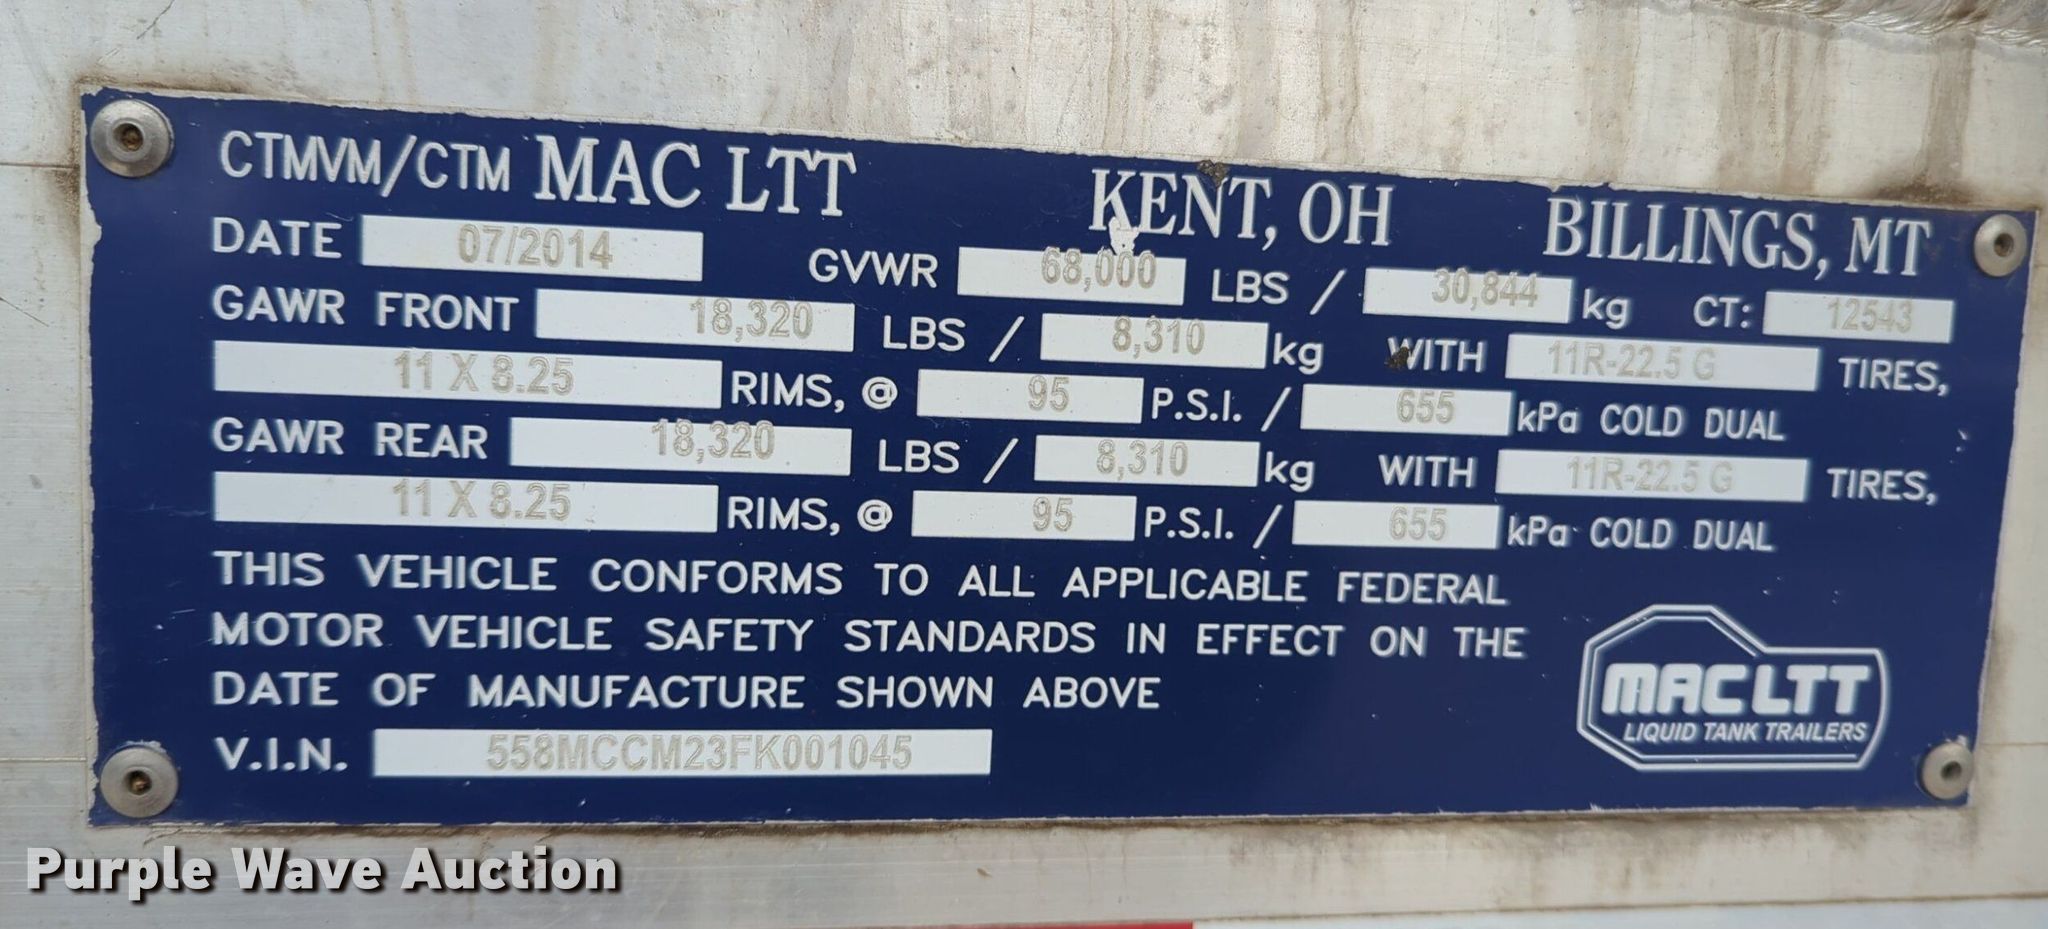 CTMVM/CTM MAC LTT KENT, OH BILLINGS, MT
DATE 07/2014 GVWR 68,000 LBS / 30,844 kg CT: 12543
GAWR FRONT 18,320 LBS / 8,310 kg WITH 11R-22.5 G TIRES,
11 X 8.25 RIMS, @ 95 P.S.I. / 655 kPa COLD DUAL
GAWR REAR 18,320 LBS / 8,310 kg WITH 11R-22.5 G TIRES,
11 X 8.25 RIMS, @ 95 P.S.I. / 655 kPa COLD DUAL
THIS VEHICLE CONFORMS TO ALL APPLICABLE FEDERAL
MOTOR VEHICLE SAFETY STANDARDS IN EFFECT ON THE
DATE OF MANUFACTURE SHOWN ABOVE
V.I.N. 558MCCM23FK001045
MAC LTT
LIQUID TANK TRAILERS
Purple Wave Auction